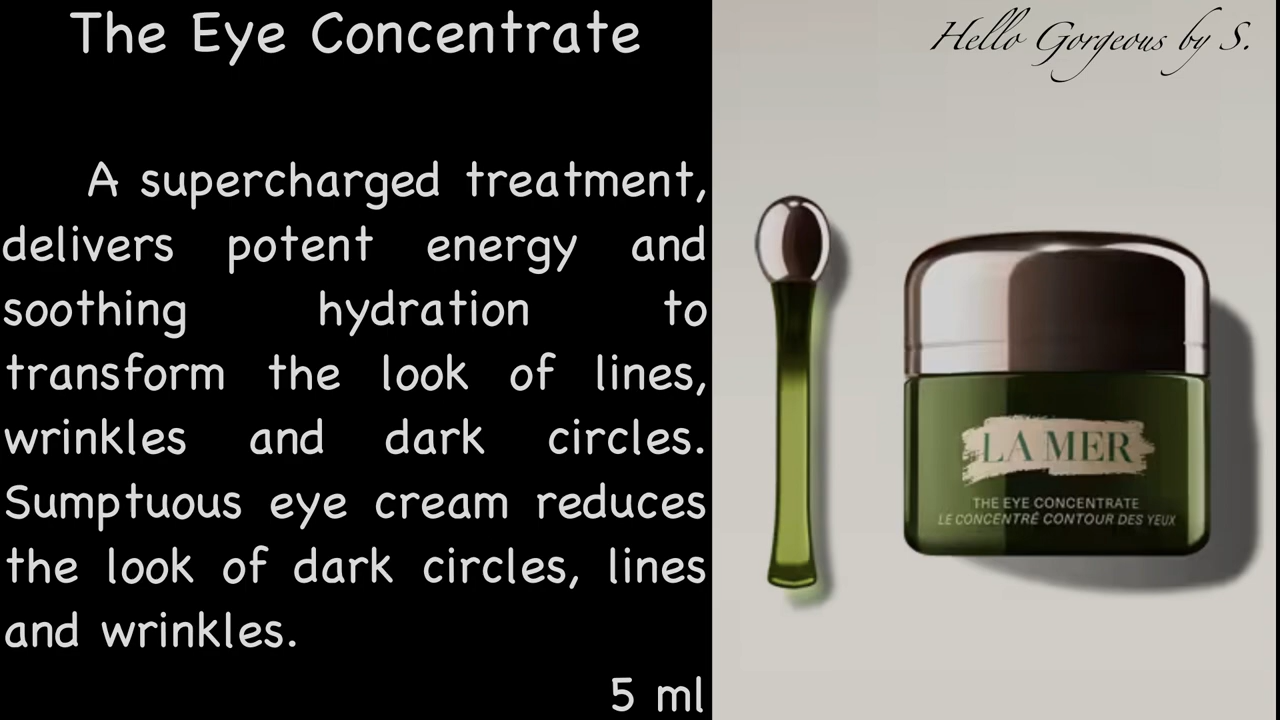 The Eye Concentrate
A supercharged treatment,
delivers potent energy and
soothing hydration to
transform the look of lines,
wrinkles and dark circles.
Sumptuous eye cream reduces
the look of dark circles, lines
and wrinkles.
5 ml
Hello Gorgeous by S.
LA MER
THE EYE CONCENTRATE
LE CONCENTRÉ CONTOUR DES YEUX